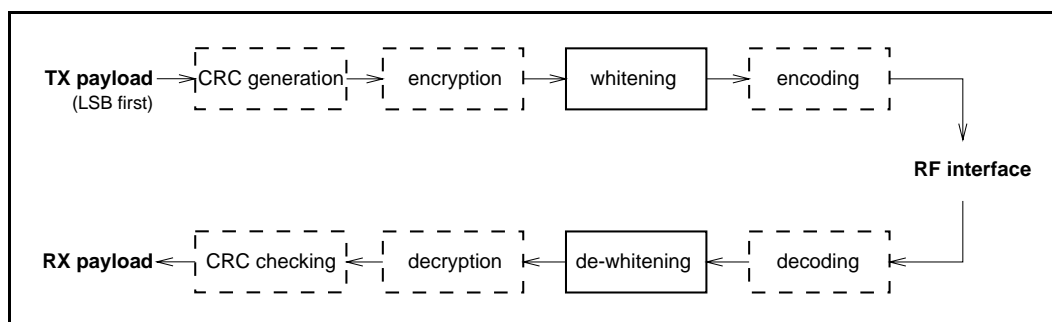 TX payload
(LSB first)
CRC generation
encryption
whitening
encoding
RF interface
RX payload
CRC checking
decryption
de-whitening
decoding